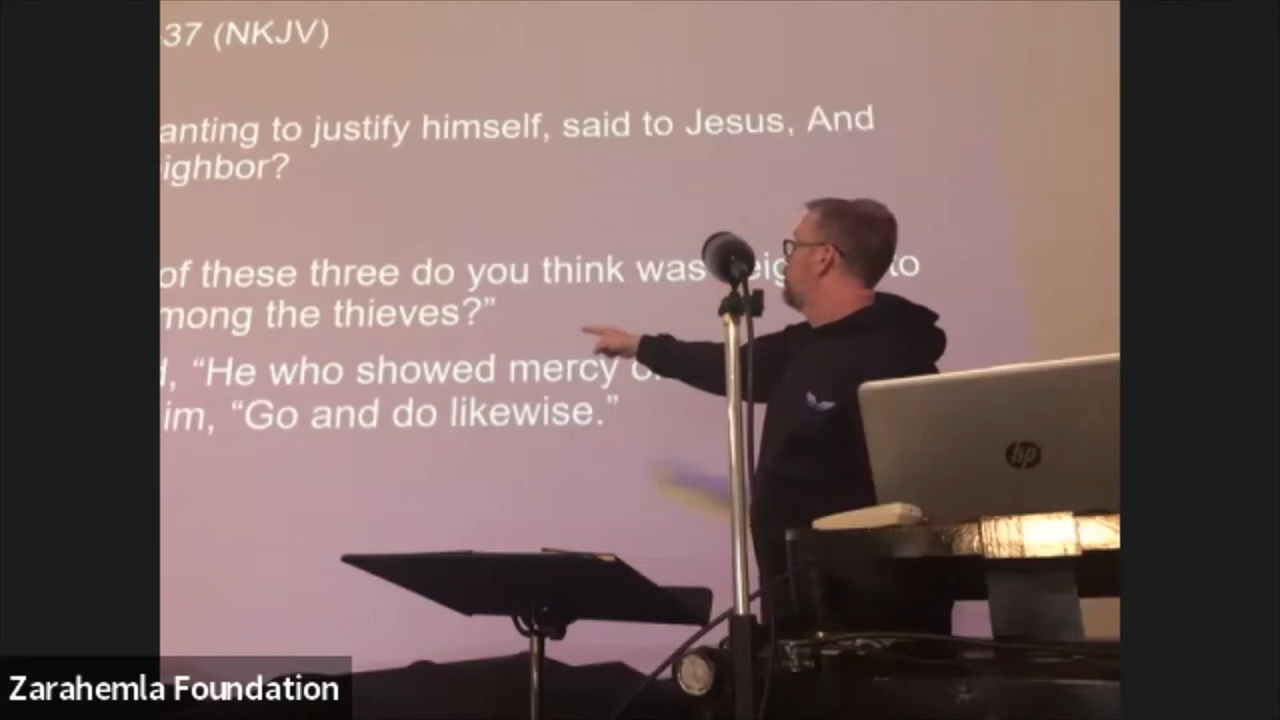 37 (NKJV)
anting to justify himself, said to Jesus, And
ighbor?
of these three do you think was to
mong the thieves?”
“He who showed mercy
im, “Go and do likewise.”
hp
Zarahemla Foundation